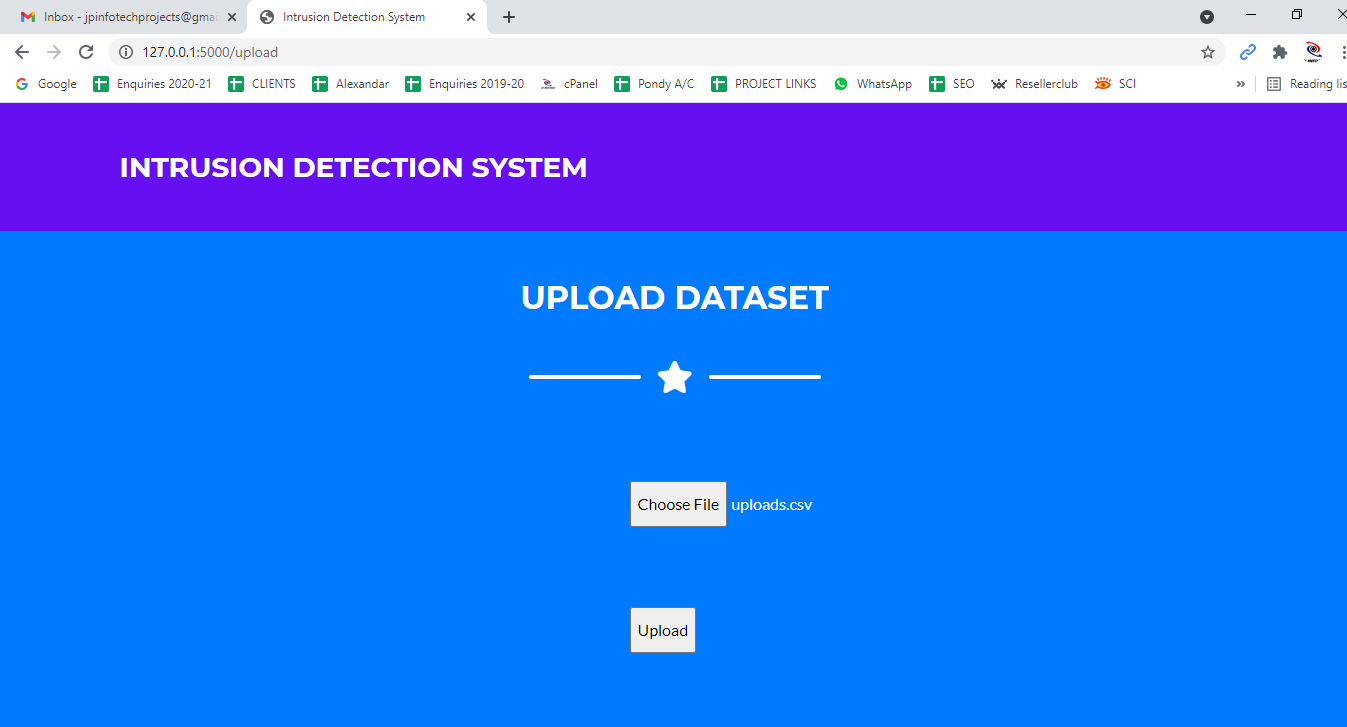 Inbox - jpinfotechprojects@gmai
Intrusion Detection System
127.0.0.1:5000/upload
Google Enquiries 2020-21 CLIENTS Alexandar Enquiries 2019-20 cPanel Pondy A/C PROJECT LINKS WhatsApp SEO Resellerclub SCI » Reading lis
INTRUSION DETECTION SYSTEM
UPLOAD DATASET
Choose File uploads.csv
Upload